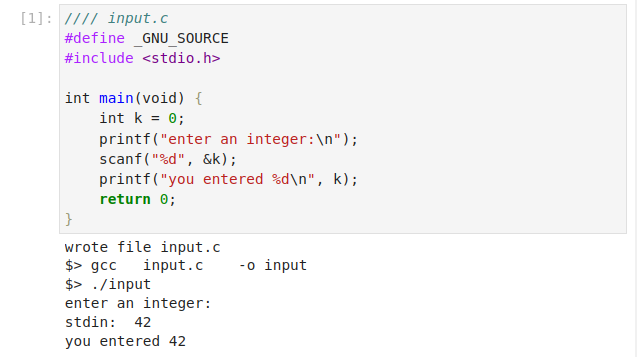 [1]: //// input.c
#define _GNU_SOURCE
#include <stdio.h>

int main(void) {
    int k = 0;
    printf("enter an integer:\n");
    scanf("%d", &k);
    printf("you entered %d\n", k);
    return 0;
}
wrote file input.c
$> gcc   input.c    -o input
$> ./input
enter an integer:
stdin:  42
you entered 42